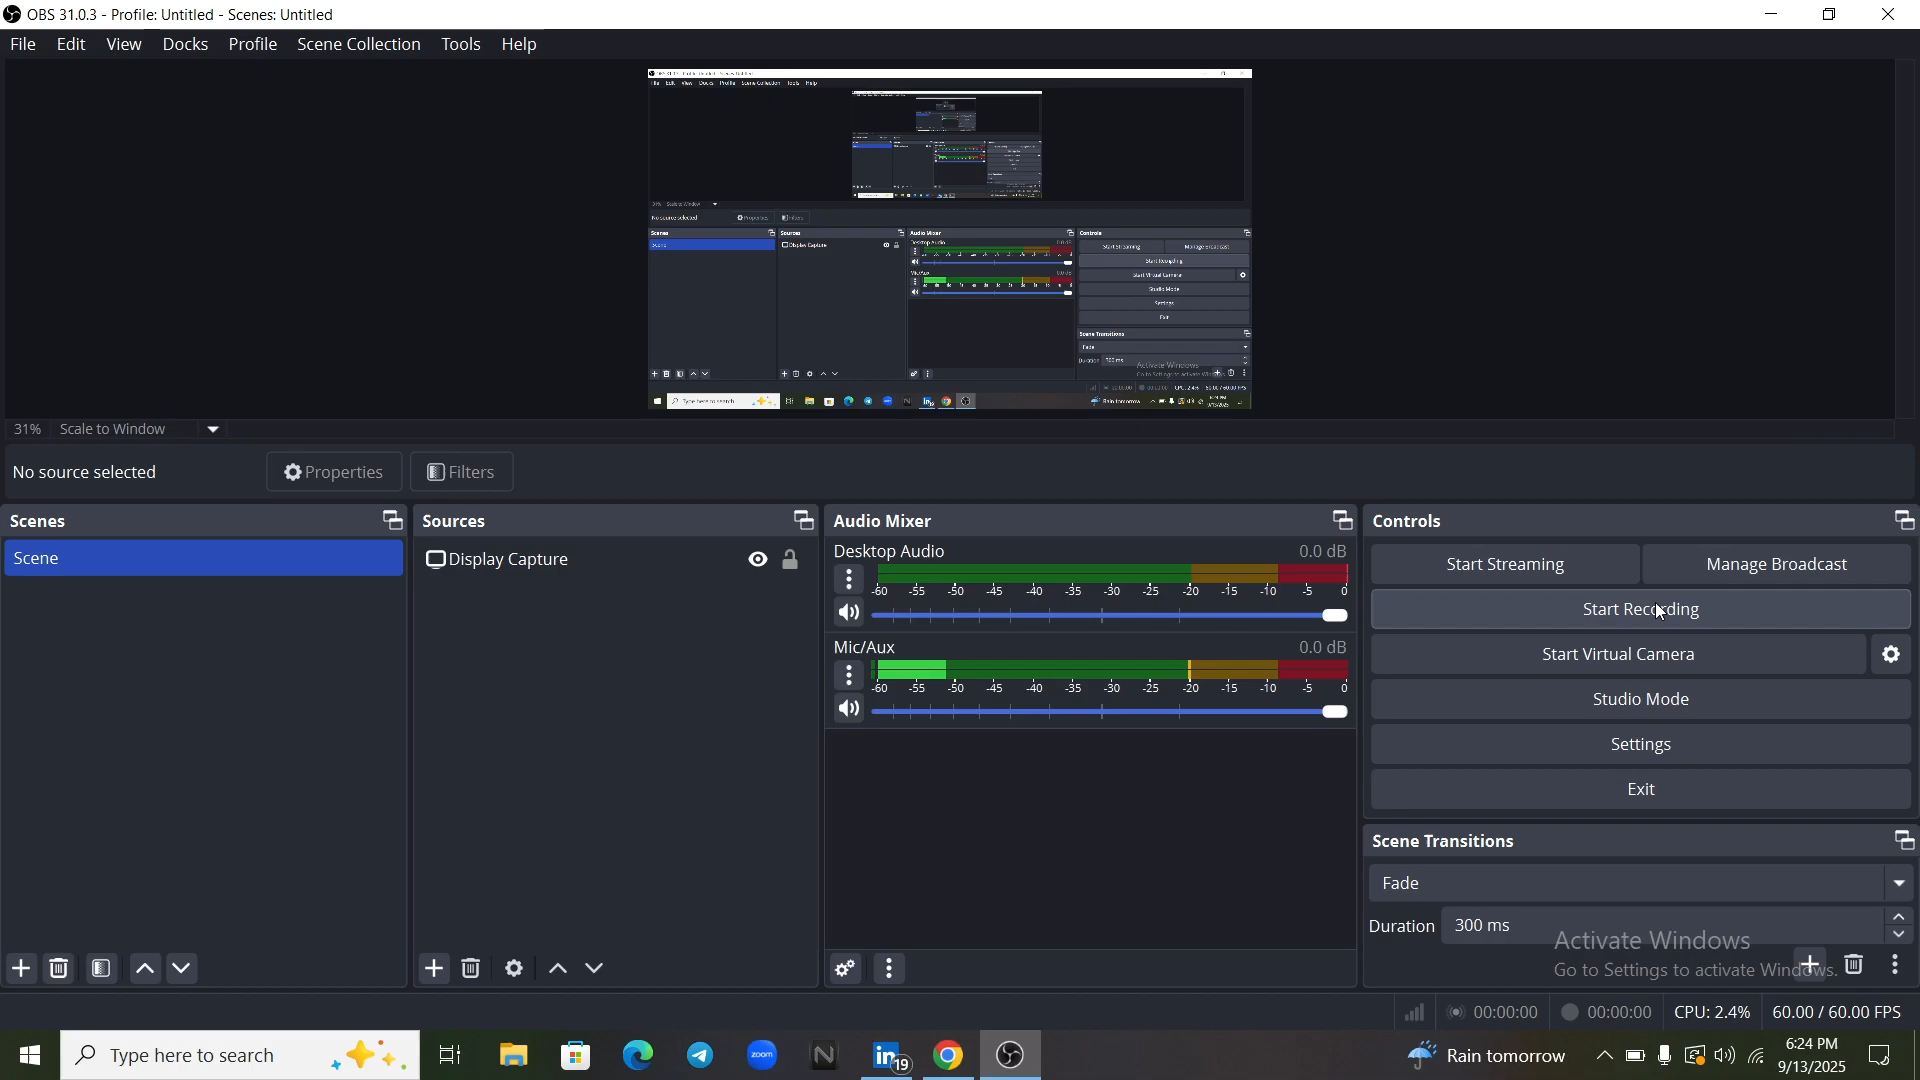 OBS 31.0.3 - Profile: Untitled - Scenes: Untitled
File Edit View Docks Profile Scene Collection Tools Help
31% Scale to Window
No source selected Properties Filters
Scenes
Scene
Sources
Display Capture
Audio Mixer
Desktop Audio 0.0 dB
-60 -55 -50 -45 -40 -35 -30 -25 -20 -15 -10 -5 0
Mic/Aux 0.0 dB
-60 -55 -50 -45 -40 -35 -30 -25 -20 -15 -10 -5 0
Controls
Start Streaming Manage Broadcast
Start Recording
Start Virtual Camera
Studio Mode
Settings
Exit
Scene Transitions
Fade
Duration 300 ms
Activate Windows
Go to Settings to activate Windows.
00:00:00 00:00:00 CPU: 2.4% 60.00 / 60.00 FPS
Type here to search
zoom
19
Rain tomorrow
6:24 PM
9/13/2025